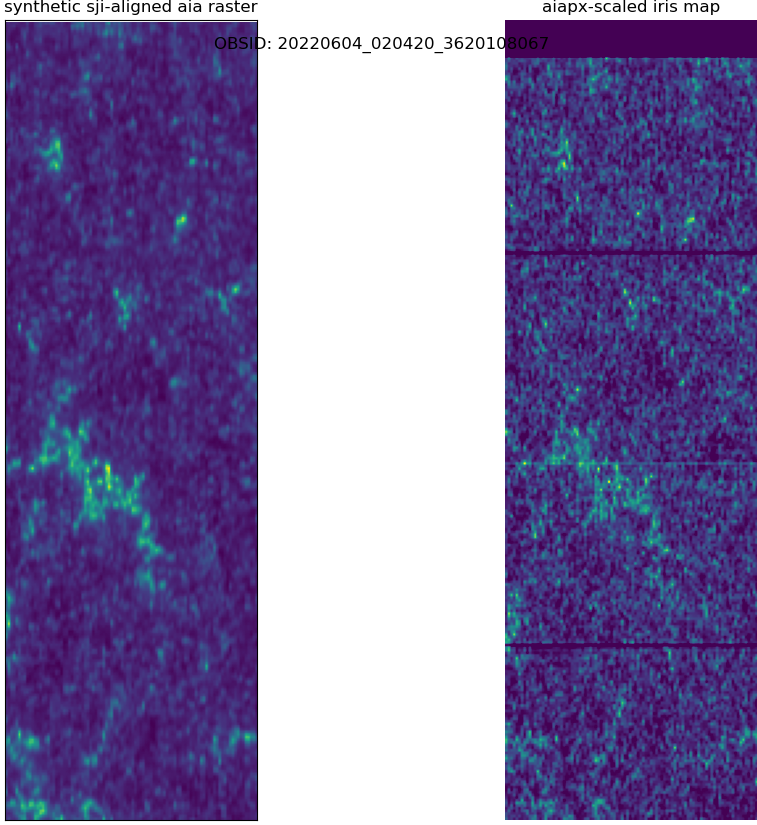 synthetic sji-aligned aia raster
aiapx-scaled iris map
OBSID: 20220604_020420_3620108067